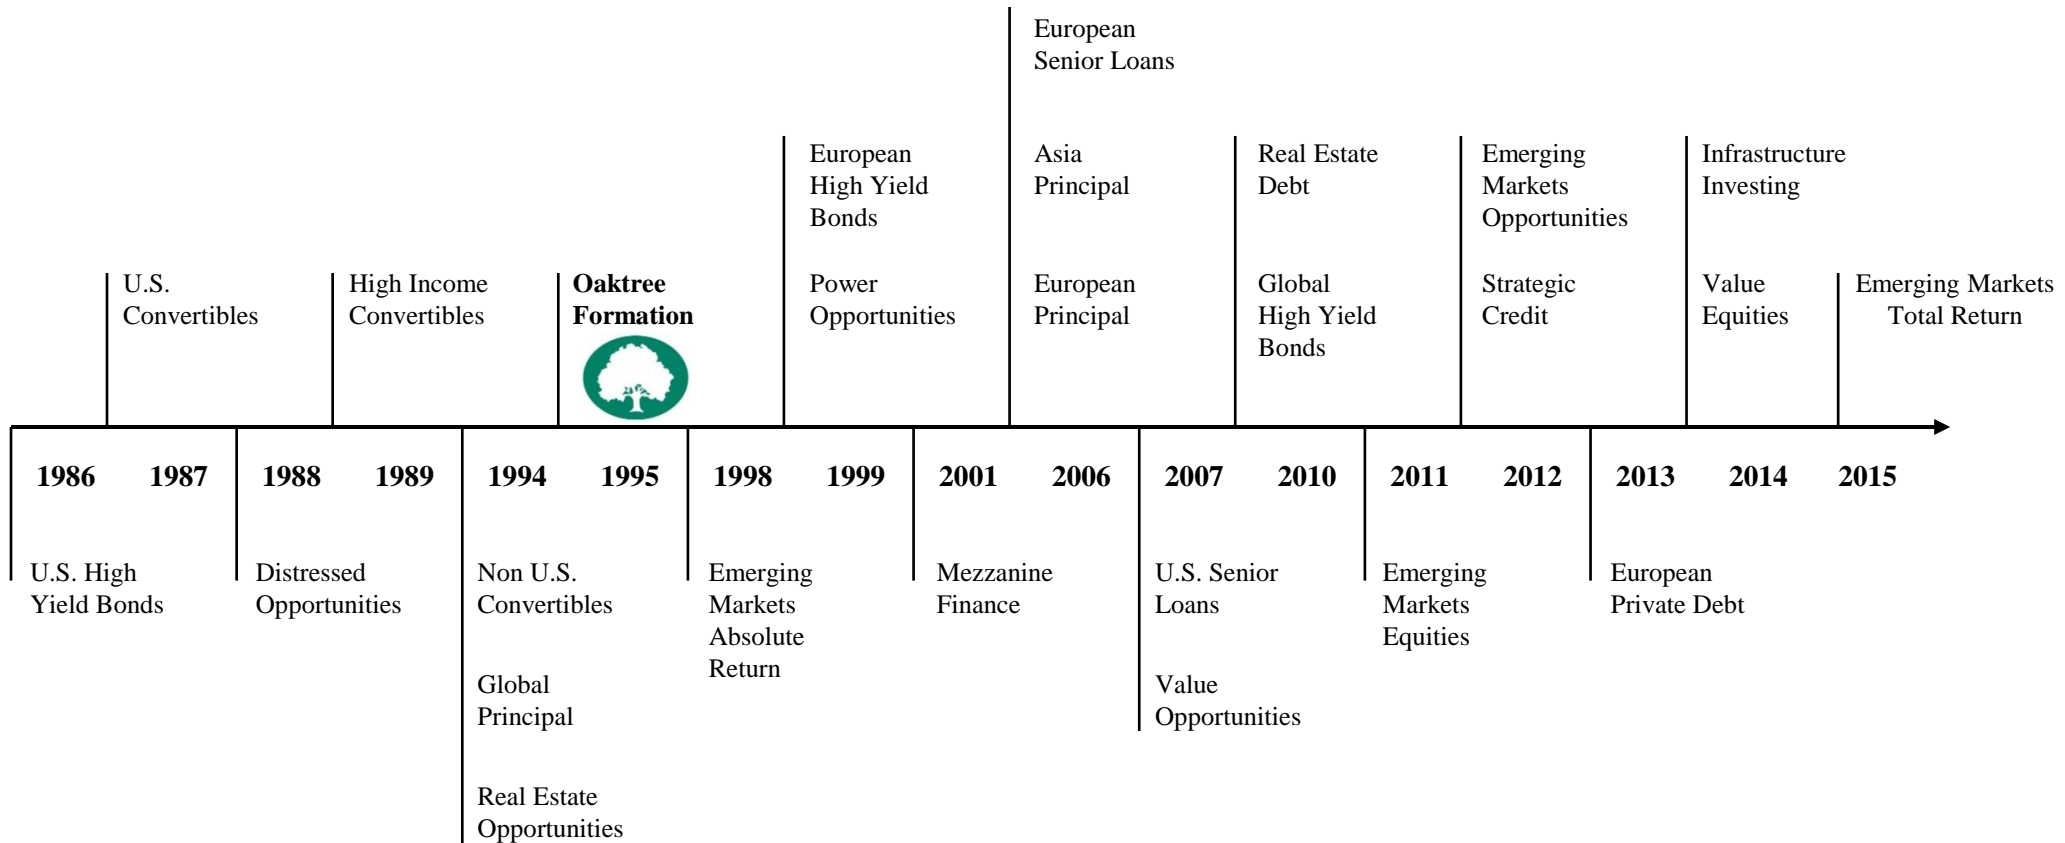 European
Senior Loans
European
High Yield
Bonds
Asia
Principal
Real Estate
Debt
Emerging
Markets
Opportunities
Infrastructure
Investing
U.S.
Convertibles
High Income
Convertibles
Oaktree
Formation
Power
Opportunities
European
Principal
Global
High Yield
Bonds
Strategic
Credit
Value
Equities
Emerging Markets
Total Return
1986 1987 1988 1989 1994 1995 1998 1999 2001 2006 2007 2010 2011 2012 2013 2014 2015
U.S. High
Yield Bonds
Distressed
Opportunities
Non U.S.
Convertibles
Emerging
Markets
Absolute
Return
Mezzanine
Finance
U.S. Senior
Loans
Emerging
Markets
Equities
European
Private Debt
Global
Principal
Value
Opportunities
Real Estate
Opportunities